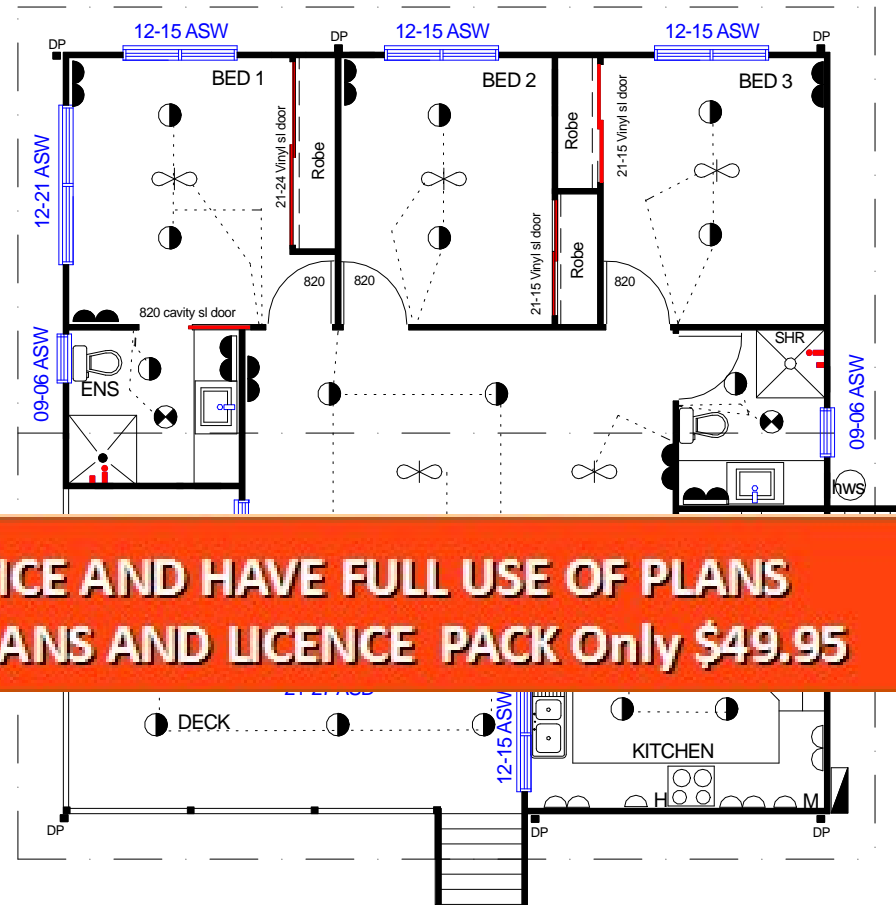 12-15 ASW
12-15 ASW
12-15 ASW
DP
DP
DP
BED 1
BED 2
BED 3
12-21 ASW
21-24 Vinyl sl door
Robe
Robe
21-15 Vinyl sl door
21-15 Vinyl sl door
Robe
820
820
820
820 cavity sl door
09-06 ASW
ENS
SHR
09-06 ASW
hws
ICE AND HAVE FULL USE OF PLANS
ANS AND LICENCE PACK Only $49.95
DECK
12-15 ASW
KITCHEN
H
M
DP
DP
DP